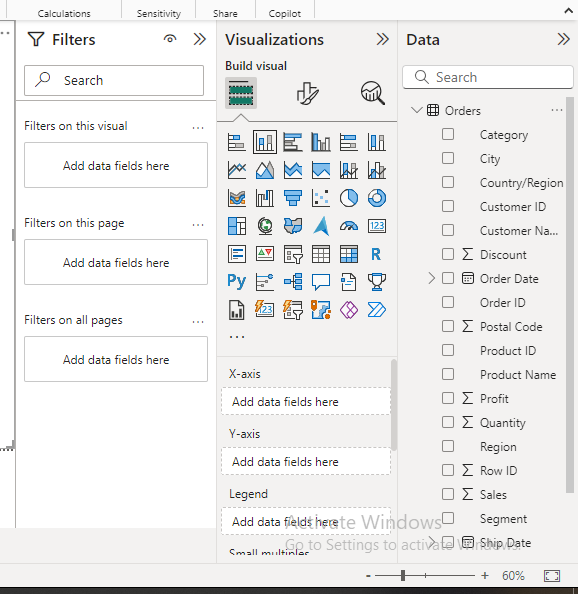 Calculations
Sensitivity
Share
Copilot
Filters
Search
Filters on this visual
...
Add data fields here
Filters on this page
...
Add data fields here
Filters on all pages
...
Add data fields here
Visualizations
Build visual
123
R
Py
123
...
X-axis
Add data fields here
Y-axis
Add data fields here
Legend
Add data fields here
Small multiples
Data
Search
Orders
...
Category
City
Country/Region
Customer ID
Customer Na...
Σ Discount
Order Date
Order ID
Σ Postal Code
Product ID
Product Name
Σ Profit
Σ Quantity
Region
Σ Row ID
Σ Sales
Segment
Ship Date
Activate Windows
Go to Settings to activate Windows.
- + 60%